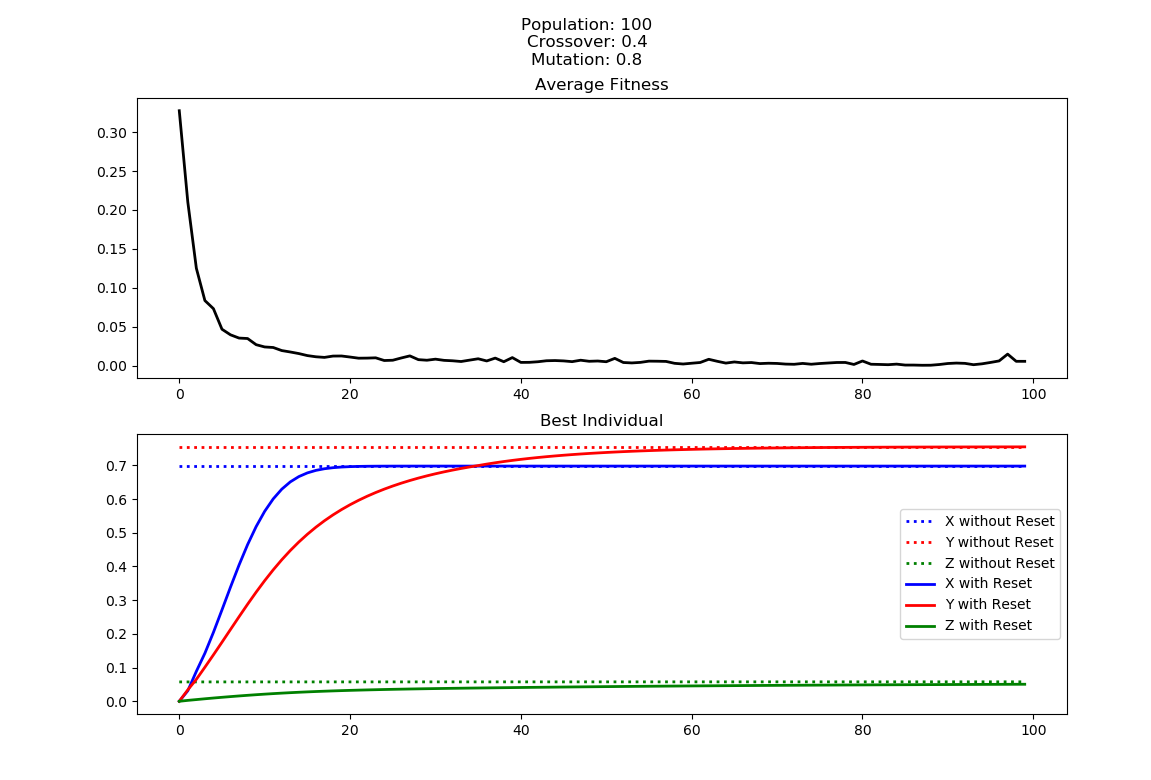 Population: 100
Crossover: 0.4
Mutation: 0.8
Average Fitness
0.30
0.25
0.20
0.15
0.10
0.05
0.00
0 20 40 60 80 100
Best Individual
0.7
0.6
0.5
0.4
0.3
0.2
0.1
0.0
X without Reset
Y without Reset
Z without Reset
X with Reset
Y with Reset
Z with Reset
0 20 40 60 80 100